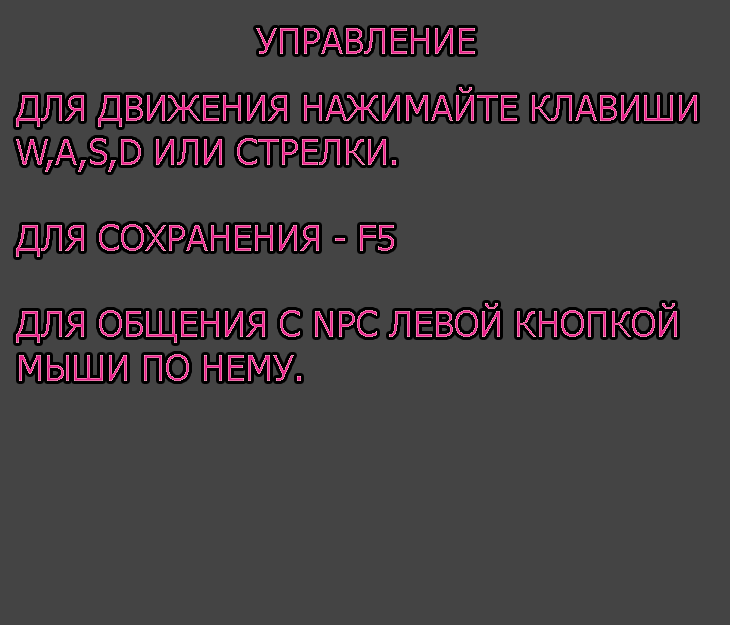 УПРАВЛЕНИЕ
ДЛЯ ДВИЖЕНИЯ НАЖИМАЙТЕ КЛАВИШИ
W,A,S,D ИЛИ СТРЕЛКИ.
ДЛЯ СОХРАНЕНИЯ - F5
ДЛЯ ОБЩЕНИЯ С NPC ЛЕВОЙ КНОПКОЙ
МЫШИ ПО НЕМУ.